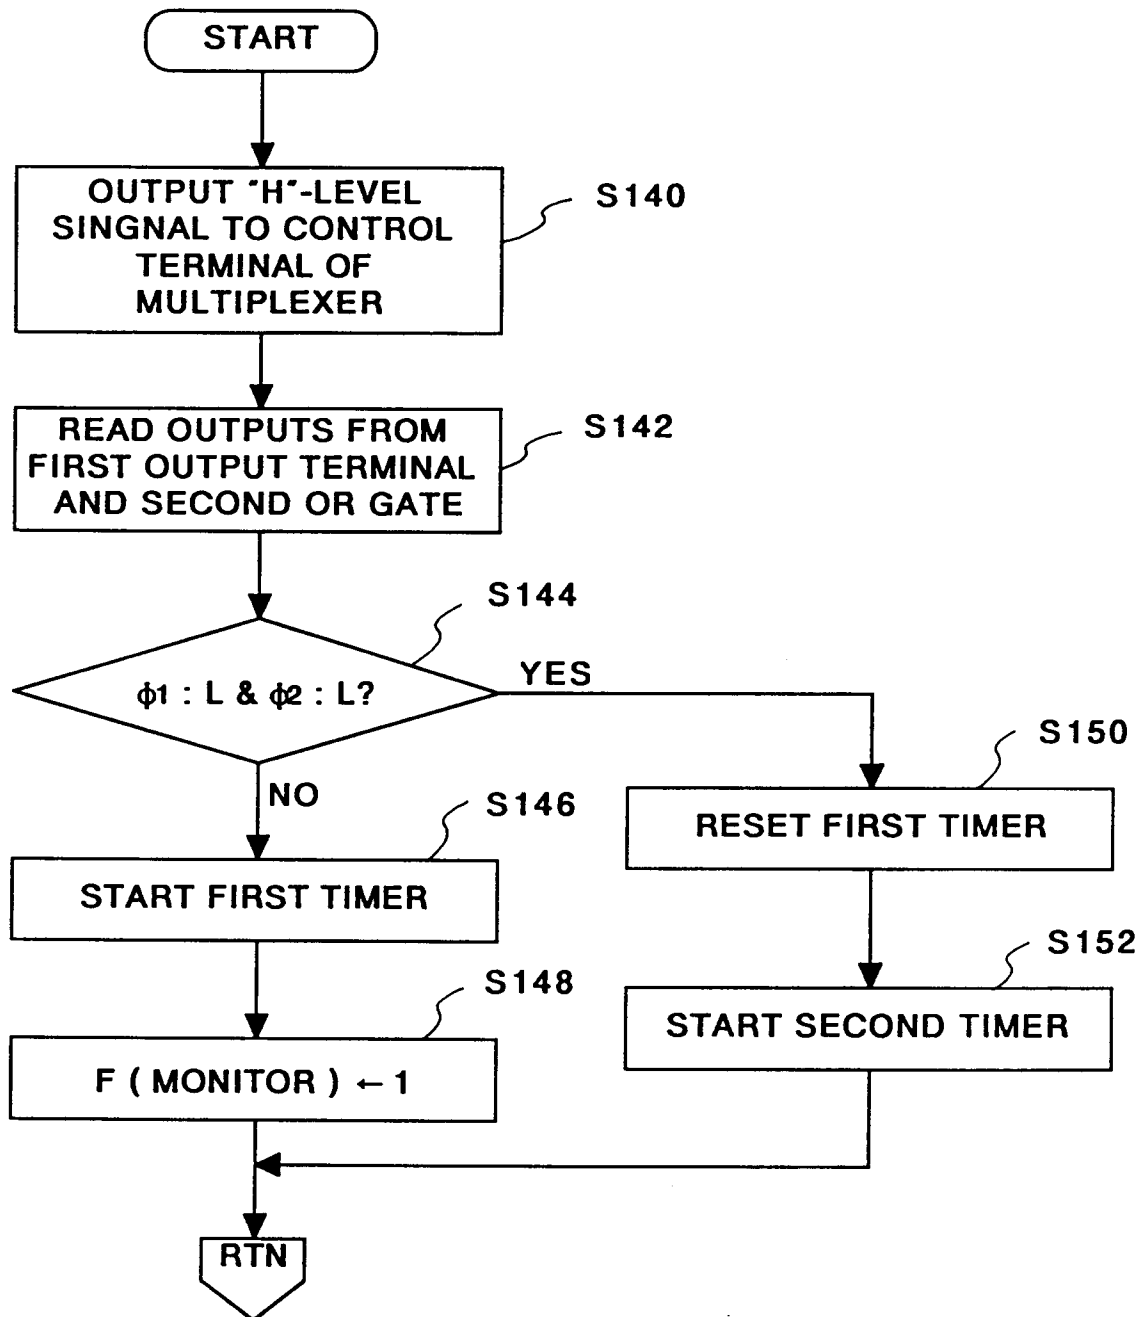 START
OUTPUT "H"-LEVEL
SINGNAL TO CONTROL
TERMINAL OF
MULTIPLEXER
S140
READ OUTPUTS FROM
FIRST OUTPUT TERMINAL
AND SECOND OR GATE
S142
S144
ϕ1 : L & ϕ2 : L?
YES
NO
S146
START FIRST TIMER
S148
F ( MONITOR ) ← 1
S150
RESET FIRST TIMER
S152
START SECOND TIMER
RTN